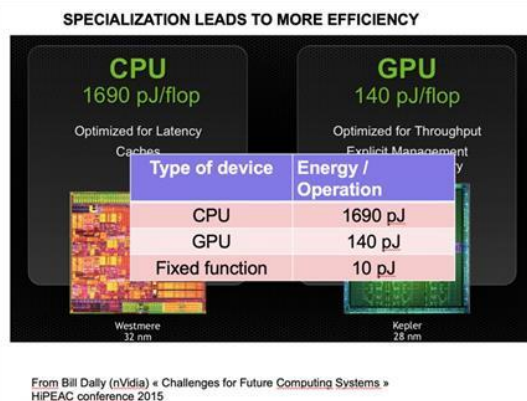 SPECIALIZATION LEADS TO MORE EFFICIENCY
CPU
1690 pJ/flop
Optimized for Latency
Caches
GPU
140 pJ/flop
Optimized for Throughput
Explicit Management
Type of device
Energy / Operation
CPU
1690 pJ
GPU
140 pJ
Fixed function
10 pJ
Westmere
32 nm
Kepler
28 nm
From Bill Dally (nVidia) « Challenges for Future Computing Systems »
HiPEAC conference 2015